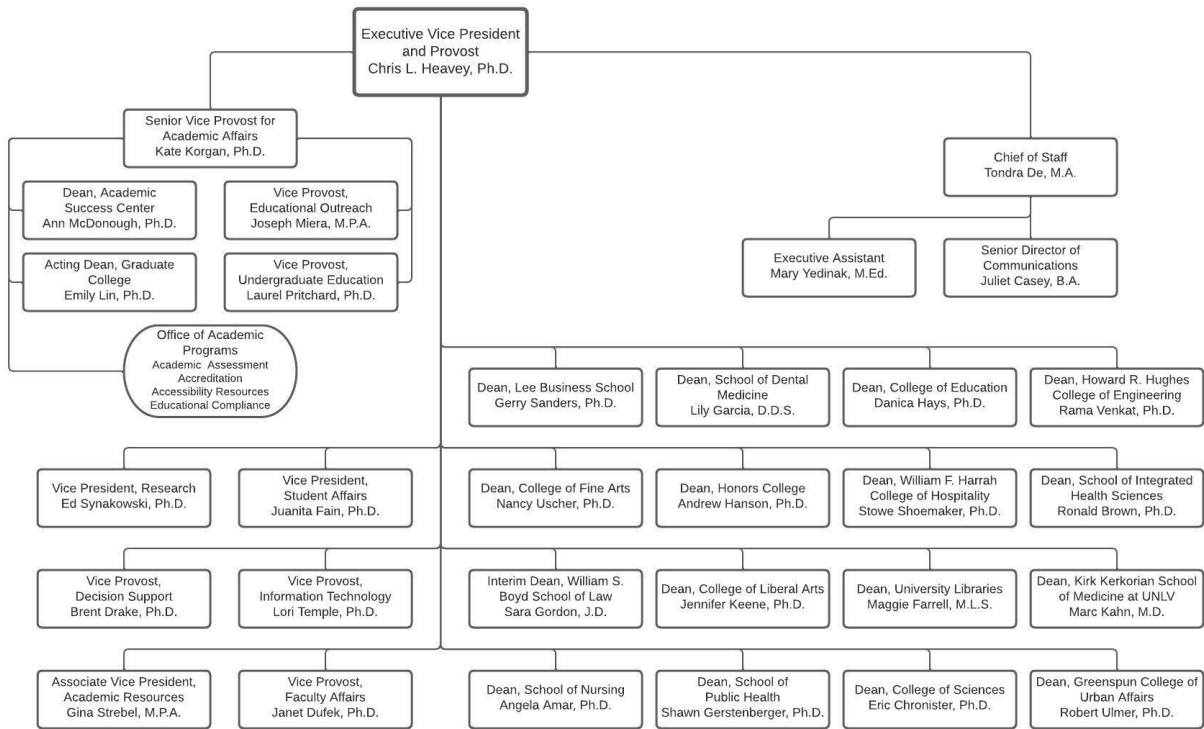 Executive Vice President
and Provost
Chris L. Heavey, Ph.D.
Senior Vice Provost for
Academic Affairs
Kate Korgan, Ph.D.
Chief of Staff
Tondra De, M.A.
Dean, Academic
Success Center
Ann McDonough, Ph.D.
Vice Provost,
Educational Outreach
Joseph Miera, M.P.A.
Executive Assistant
Mary Yedinak, M.Ed.
Senior Director of
Communications
Juliet Casey, B.A.
Acting Dean, Graduate
College
Emily Lin, Ph.D.
Vice Provost,
Undergraduate Education
Laurel Pritchard, Ph.D.
Office of Academic
Programs
Academic Assessment
Accreditation
Accessibility Resources
Educational Compliance
Dean, Lee Business School
Gerry Sanders, Ph.D.
Dean, School of Dental
Medicine
Lily Garcia, D.D.S.
Dean, College of Education
Danica Hays, Ph.D.
Dean, Howard R. Hughes
College of Engineering
Rama Venkat, Ph.D.
Vice President, Research
Ed Synakowski, Ph.D.
Vice President,
Student Affairs
Juanita Fain, Ph.D.
Dean, College of Fine Arts
Nancy Uscher, Ph.D.
Dean, Honors College
Andrew Hanson, Ph.D.
Dean, William F. Harrah
College of Hospitality
Stowe Shoemaker, Ph.D.
Dean, School of Integrated
Health Sciences
Ronald Brown, Ph.D.
Vice Provost,
Decision Support
Brent Drake, Ph.D.
Vice Provost,
Information Technology
Lori Temple, Ph.D.
Interim Dean, William S.
Boyd School of Law
Sara Gordon, J.D.
Dean, College of Liberal Arts
Jennifer Keene, Ph.D.
Dean, University Libraries
Maggie Farrell, M.L.S.
Dean, Kirk Kerkorian School
of Medicine at UNLV
Marc Kahn, M.D.
Associate Vice President,
Academic Resources
Gina Strebel, M.P.A.
Vice Provost,
Faculty Affairs
Janet Dufek, Ph.D.
Dean, School of Nursing
Angela Amar, Ph.D.
Dean, School of
Public Health
Shawn Gerstenberger, Ph.D.
Dean, College of Sciences
Eric Chronister, Ph.D.
Dean, Greenspun College of
Urban Affairs
Robert Ulmer, Ph.D.